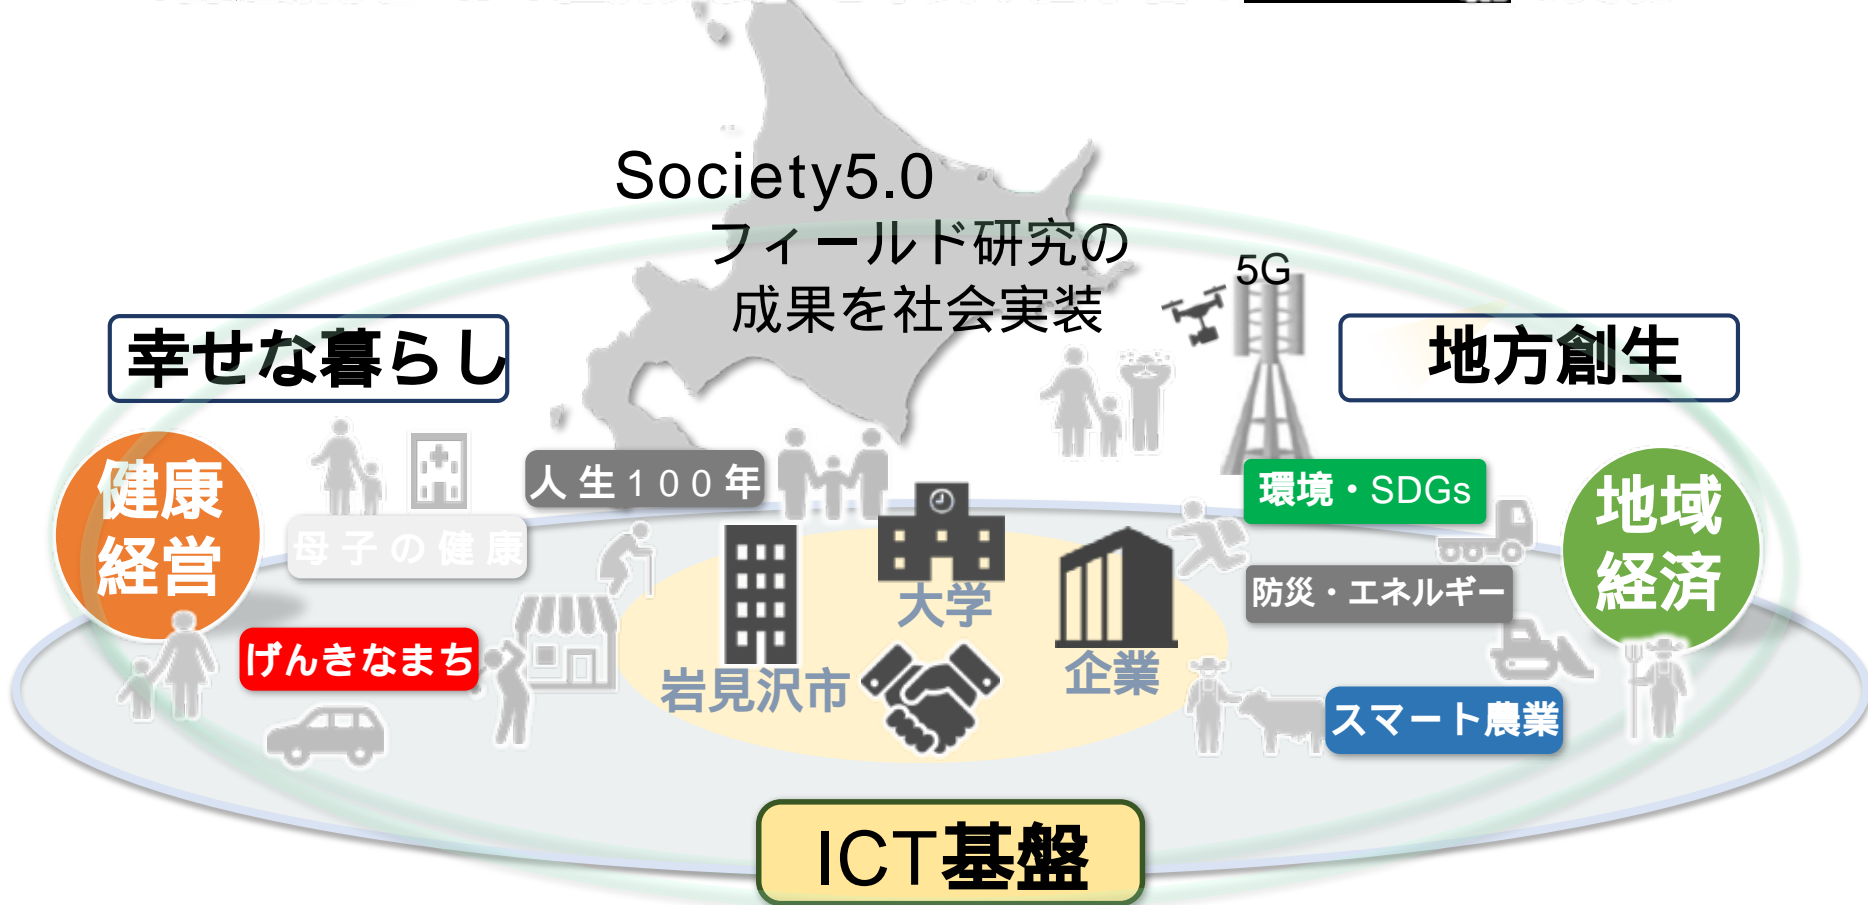 Society5.0
フィールド研究の
成果を社会実装
5G
幸せな暮らし
地方創生
健康
経営
人生100年
母子の健康
げんきなまち
環境・SDGs
防災・エネルギー
スマート農業
地域
経済
大学
岩見沢市
企業
ICT基盤